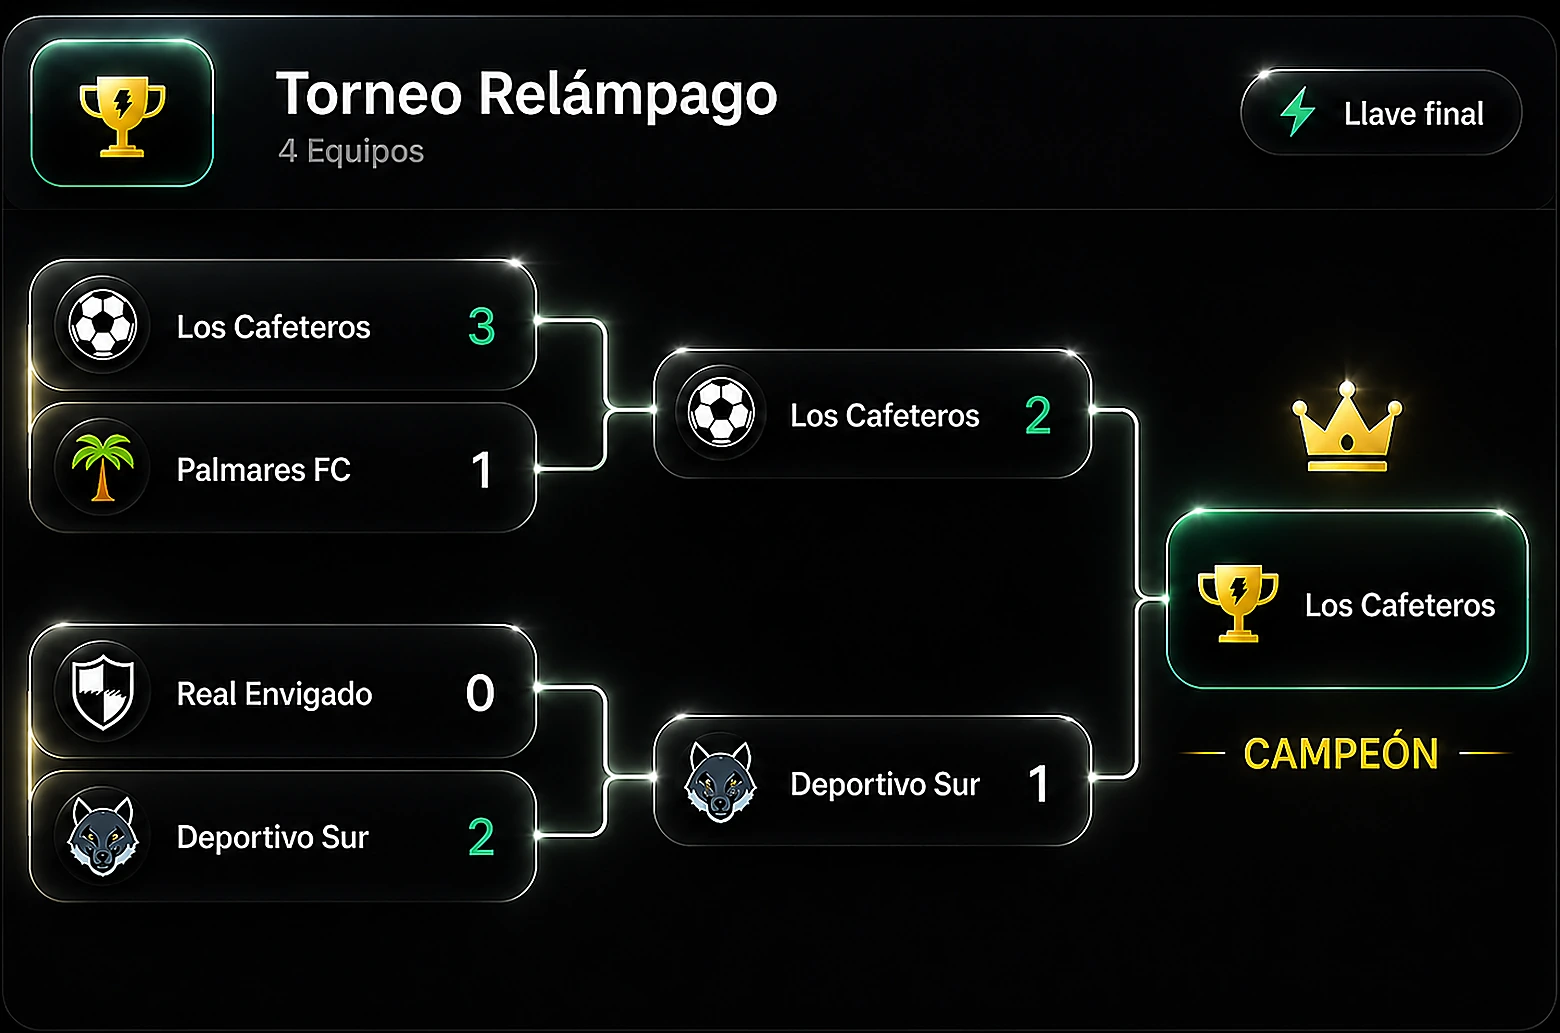 Torneo Relámpago
4 Equipos
Llave final
Los Cafeteros 3
Palmares FC 1
Real Envigado 0
Deportivo Sur 2
Los Cafeteros 2
Deportivo Sur 1
Los Cafeteros
CAMPEÓN